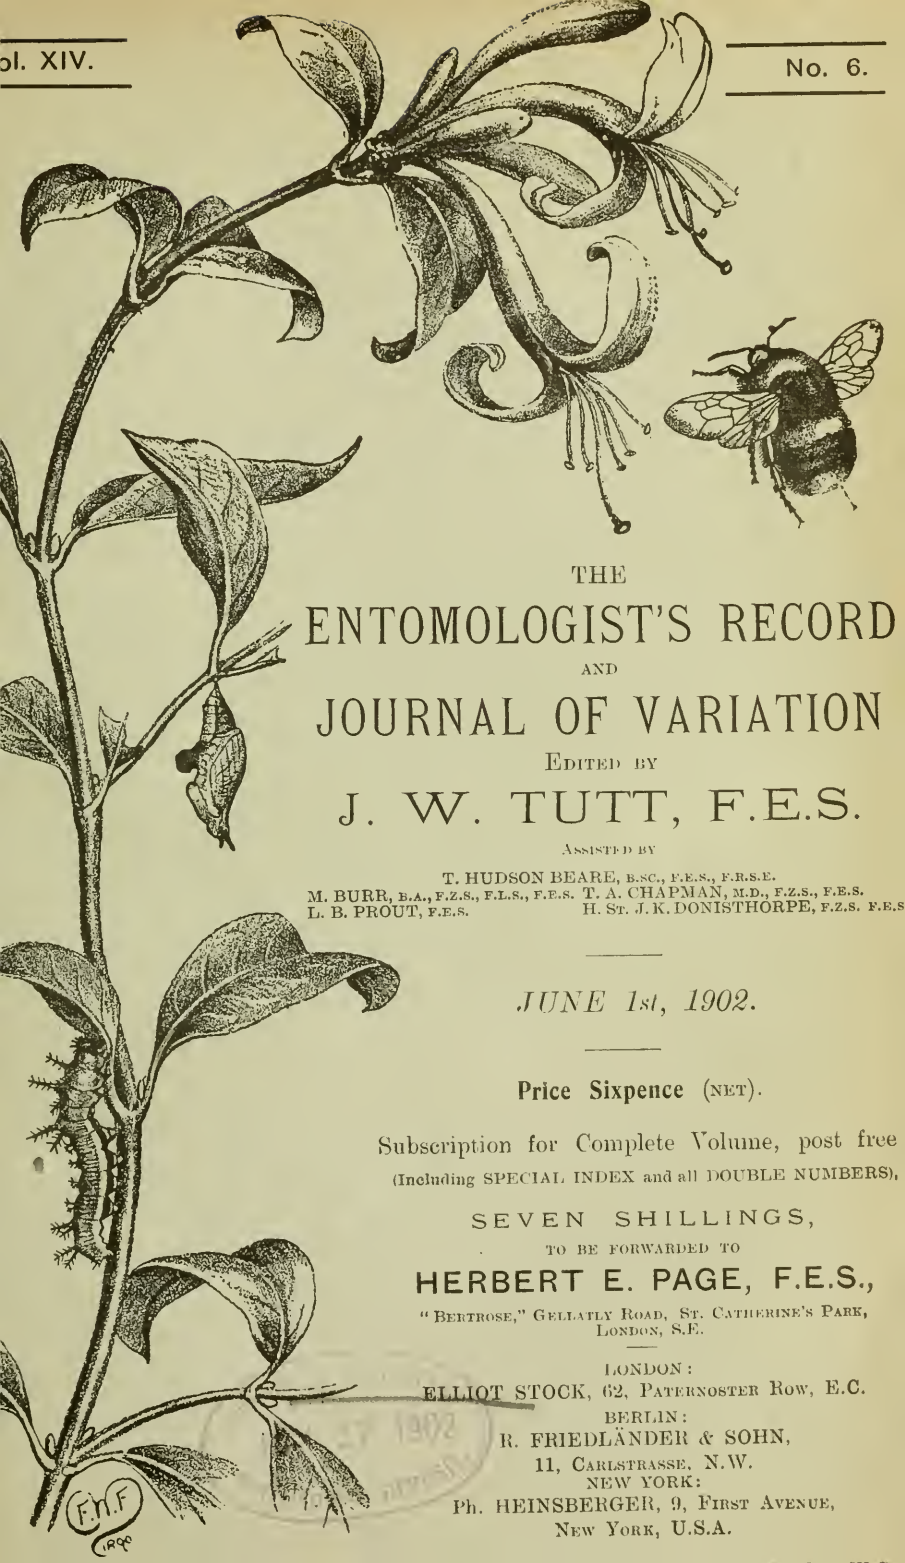 ol. XIV.
No. 6.
THE
ENTOMOLOGIST'S RECORD
AND
JOURNAL OF VARIATION
EDITED BY
J. W. TUTT, F.E.S.
ASSISTED BY
T. HUDSON BEARE, B.SC., F.E.S., F.R.S.E.
M. BURR, B.A., F.Z.S., F.L.S., F.E.S. T. A. CHAPMAN, M.D., F.Z.S., F.E.S.
L. B. PROUT, F.E.S. H. ST. J. K. DONISTHORPE, F.Z.S. F.E.S
JUNE 1st, 1902.
Price Sixpence (NET).
Subscription for Complete Volume, post free
(Including SPECIAL INDEX and all DOUBLE NUMBERS),
SEVEN SHILLINGS,
TO BE FORWARDED TO
HERBERT E. PAGE, F.E.S.,
"BERTROSE," GELLATLY ROAD, ST. CATHERINE'S PARK,
LONDON, S.E.
LONDON:
ELLIOT STOCK, 62, PATERNOSTER ROW, E.C.
BERLIN:
R. FRIEDLÄNDER & SOHN,
11, CARLSTRASSE, N.W.
NEW YORK:
Ph. HEINSBERGER, 9, FIRST AVENUE,
NEW YORK, U.S.A.
27 1902
F.W.F
1890